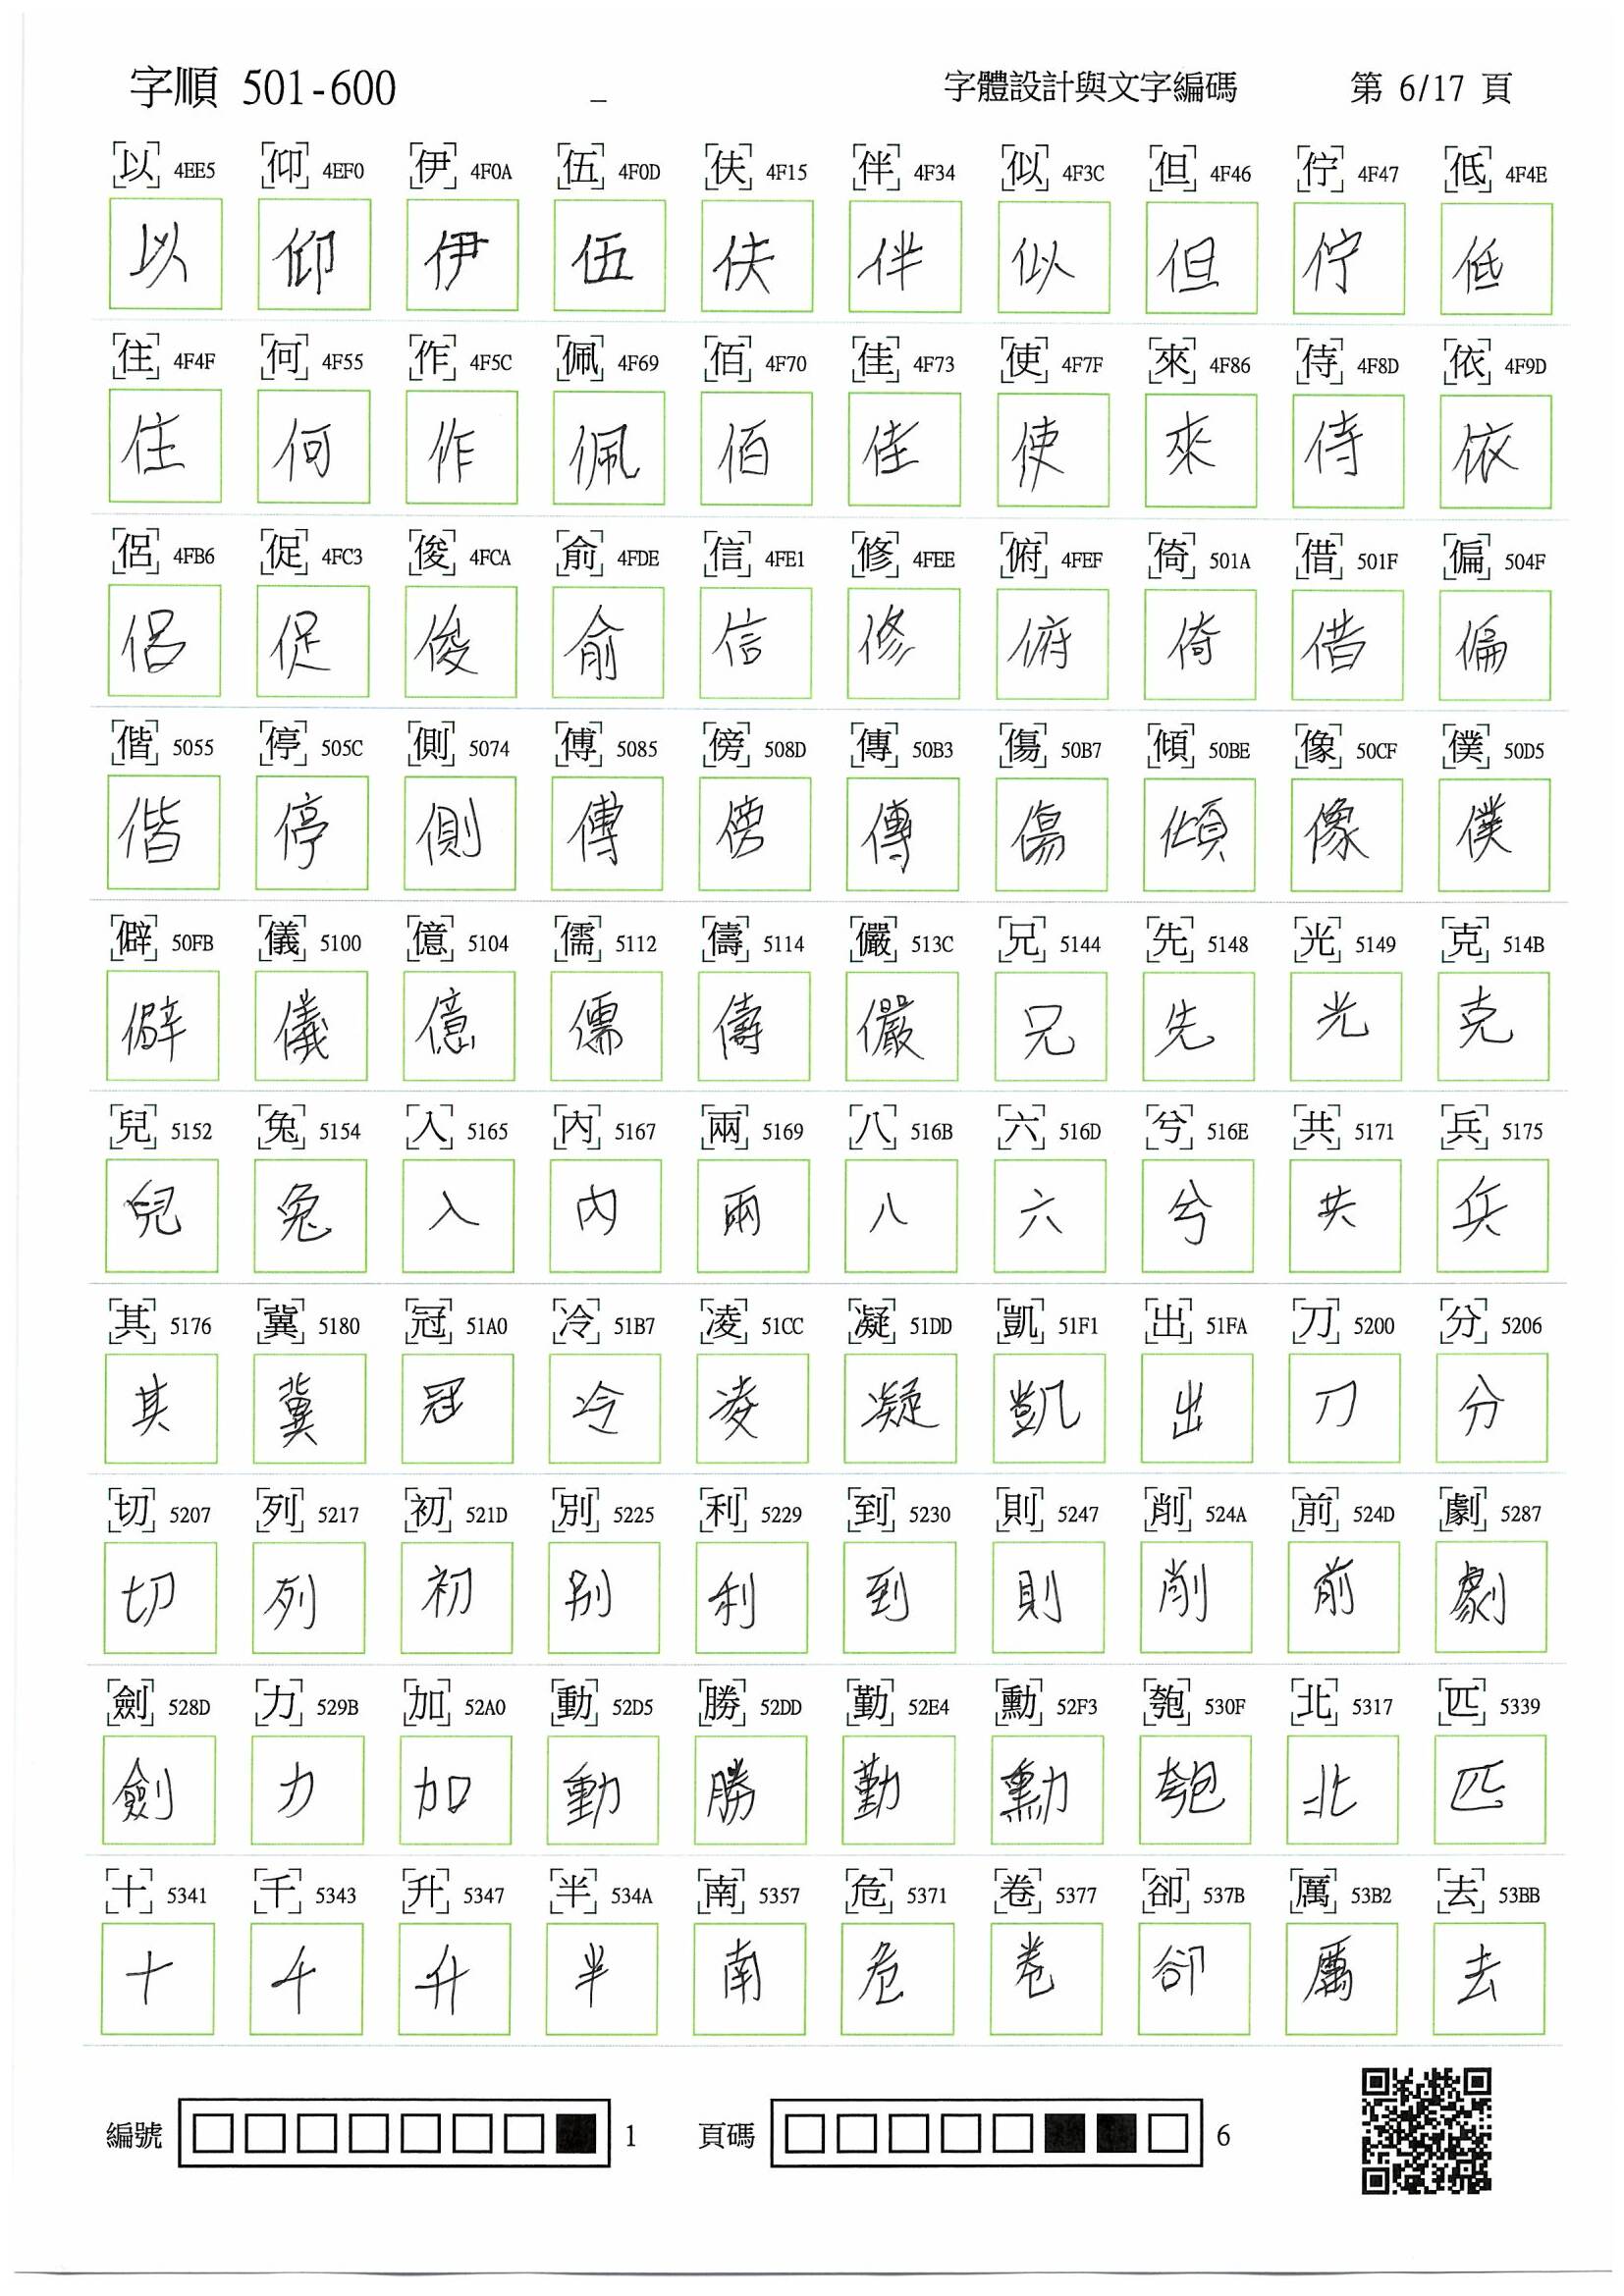 字順 501-600 _ 字體設計與文字編碼 第 6/17 頁
以 4EE5 仰 4EF0 伊 4F0A 伍 4F0D 伕 4F15 伴 4F34 似 4F3C 但 4F46 佇 4F47 低 4F4E
以 仰 伊 伍 伕 伴 似 但 佇 低
住 4F4F 何 4F55 作 4F5C 佩 4F69 佰 4F70 佳 4F73 使 4F7F 來 4F86 侍 4F8D 依 4F9D
住 何 作 佩 佰 佳 使 來 侍 依
侶 4FB6 促 4FC3 俊 4FCA 俞 4FDE 信 4FE1 修 4FEE 俯 4FEF 倚 501A 借 501F 偏 504F
侶 促 俊 俞 信 修 俯 倚 借 偏
偕 5055 停 505C 側 5074 傅 5085 傍 508D 傳 50B3 傷 50B7 傾 50BE 像 50CF 僕 50D5
偕 停 側 傅 傍 傳 傷 傾 像 僕
僻 50FB 儀 5100 億 5104 儒 5112 儔 5114 儼 513C 兄 5144 先 5148 光 5149 克 514B
僻 儀 億 儒 儔 儼 兄 先 光 克
兒 5152 兔 5154 入 5165 內 5167 兩 5169 八 516B 六 516D 兮 516E 共 5171 兵 5175
兒 兔 入 內 兩 八 六 兮 共 兵
其 5176 冀 5180 冠 51A0 冷 51B7 凌 51CC 凝 51DD 凱 51F1 出 51FA 刀 5200 分 5206
其 冀 冠 冷 凌 凝 凱 出 刀 分
切 5207 列 5217 初 521D 別 5225 利 5229 到 5230 則 5247 削 524A 前 524D 劇 5287
切 列 初 別 利 到 則 削 前 劇
劍 528D 力 529B 加 52A0 動 52D5 勝 52DD 勤 52E4 勳 52F3 匏 530F 北 5317 匹 5339
劍 力 加 動 勝 勤 勳 匏 北 匹
十 5341 千 5343 升 5347 半 534A 南 5357 危 5371 卷 5377 卻 537B 厲 53B2 去 53BB
十 千 升 半 南 危 卷 卻 厲 去
編號 1 頁碼 6